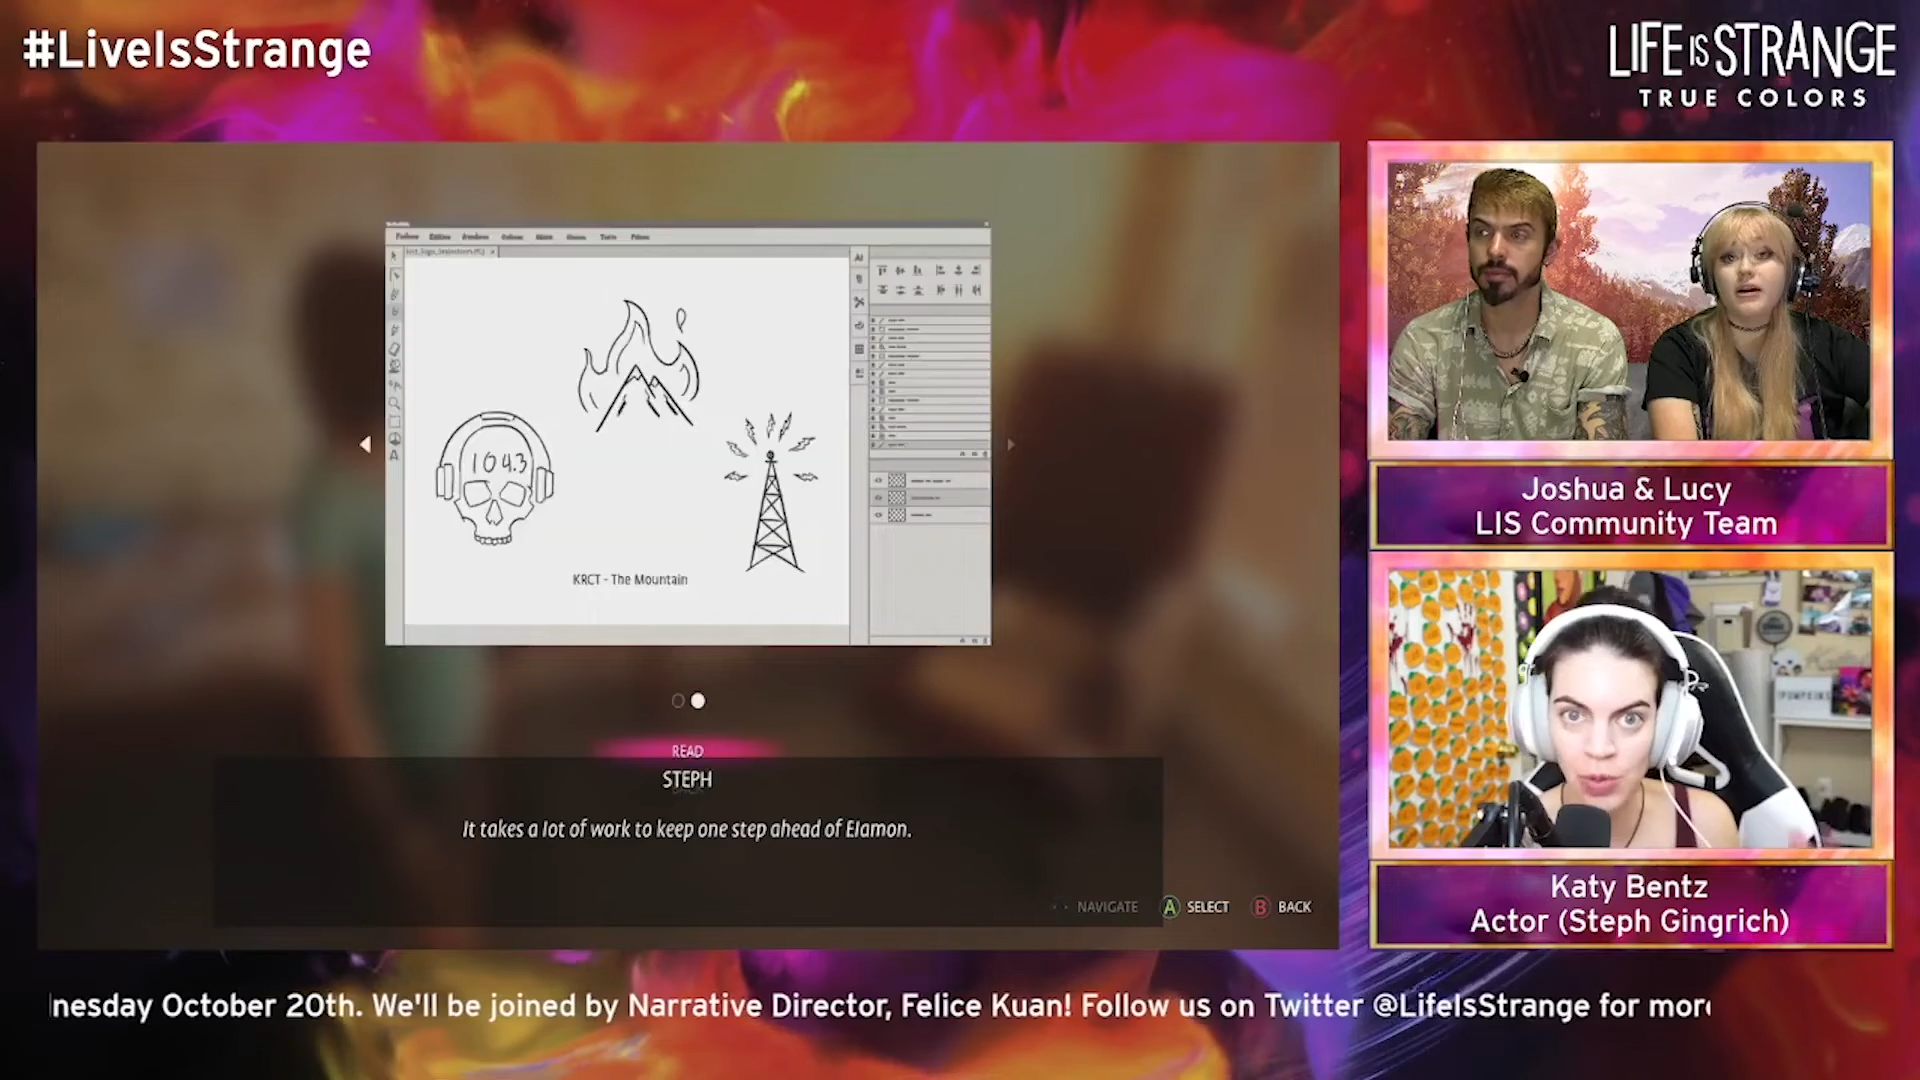 #LiveIsStrange
LIFE IS STRANGE
TRUE COLORS
104.3
KRCT - The Mountain
READ
STEPH
It takes a lot of work to keep one step ahead of Elamon.
NAVIGATE
A SELECT
B BACK
Joshua & Lucy
LIS Community Team
Katy Bentz
Actor (Steph Gingrich)
nesday October 20th. We'll be joined by Narrative Director, Felice Kuan! Follow us on Twitter @LifeIsStrange for more